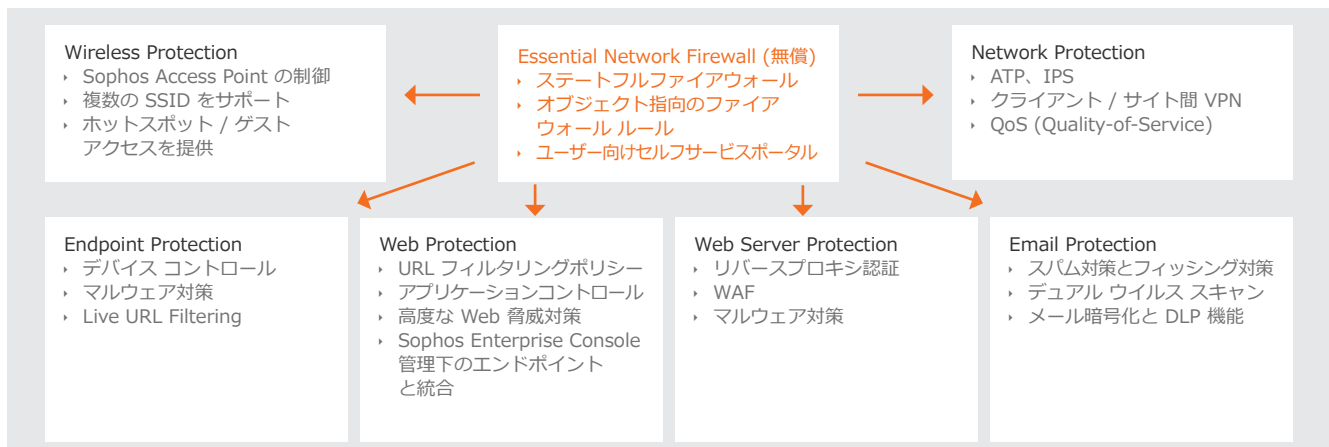 Wireless Protection
‣ Sophos Access Point の制御
‣ 複数の SSID をサポート
‣ ホットスポット / ゲスト
アクセスを提供
Essential Network Firewall (無償)
‣ ステートフルファイアウォール
‣ オブジェクト指向のファイア
ウォール ルール
‣ ユーザー向けセルフサービスポータル
Network Protection
‣ ATP、IPS
‣ クライアント / サイト間 VPN
‣ QoS (Quality-of-Service)
Endpoint Protection
‣ デバイス コントロール
‣ マルウェア対策
‣ Live URL Filtering
Web Protection
‣ URL フィルタリングポリシー
‣ アプリケーションコントロール
‣ 高度な Web 脅威対策
‣ Sophos Enterprise Console
管理下のエンドポイント
と統合
Web Server Protection
‣ リバースプロキシ認証
‣ WAF
‣ マルウェア対策
Email Protection
‣ スパム対策とフィッシング対策
‣ デュアル ウイルス スキャン
‣ メール暗号化と DLP 機能